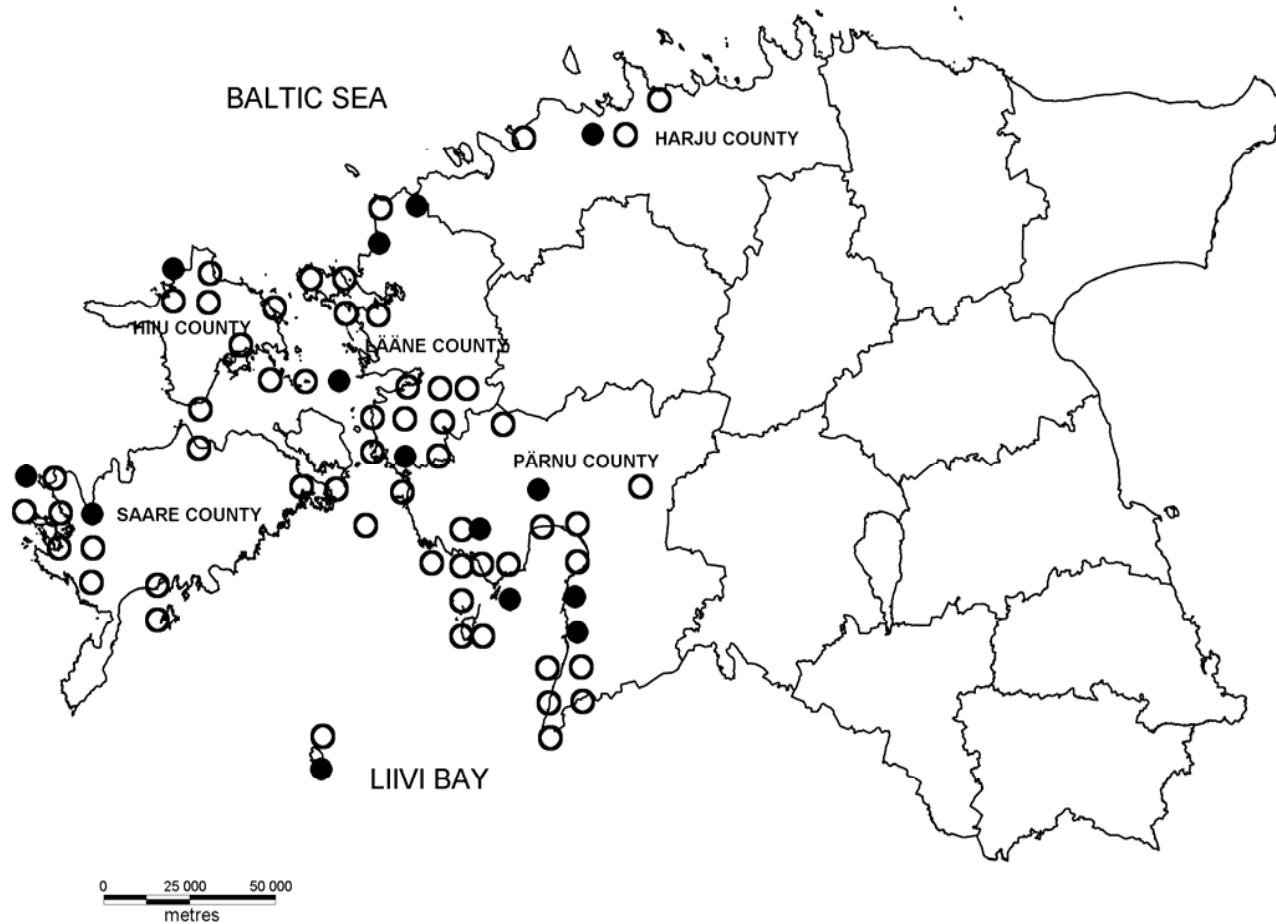 BALTIC SEA
HARJU COUNTY
HIIU COUNTY
LÄÄNE COUNTY
PÄRNU COUNTY
SAARE COUNTY
LIIVI BAY
0 25 000 50 000
metres